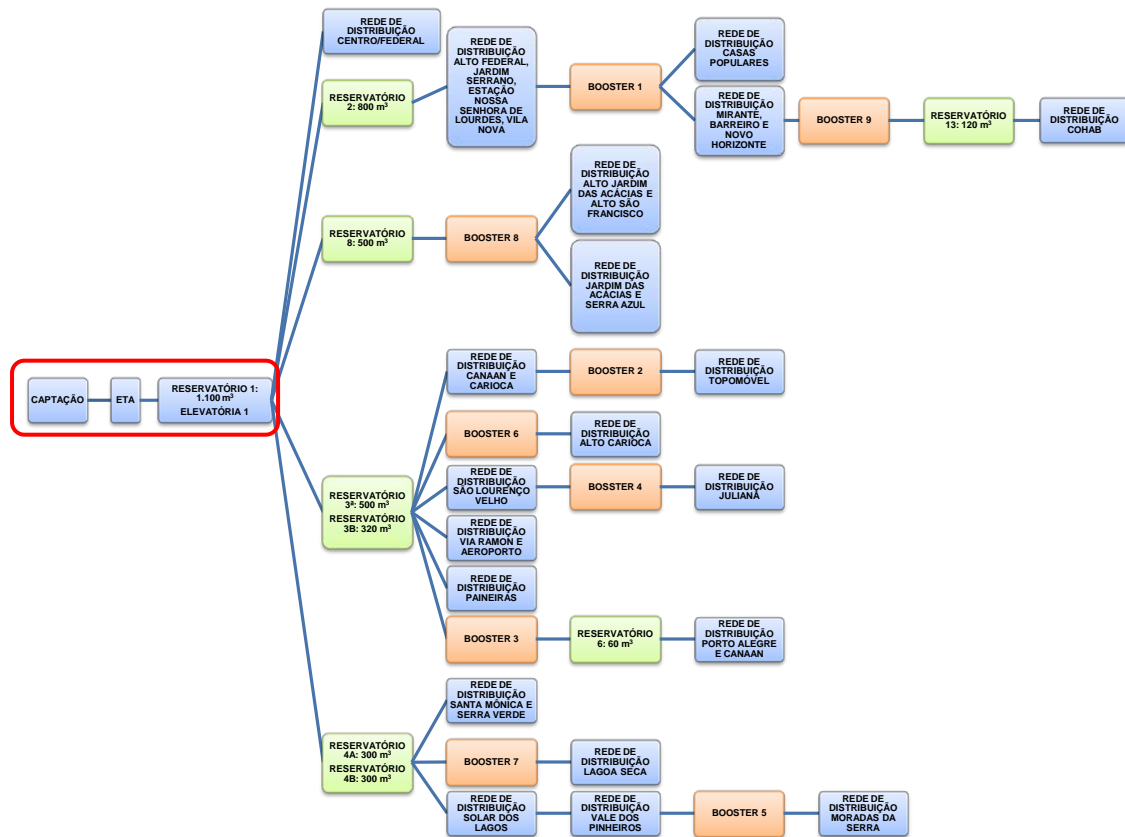 REDE DE
DISTRIBUIÇÃO
CENTRO/FEDERAL
RESERVATÓRIO
2: 800 m³
REDE DE
DISTRIBUIÇÃO
ALTO FEDERAL,
JARDIM
SERRANO,
ESTAÇÃO
NOSSA
SENHORA DE
LOURDES, VILA
NOVA
BOOSTER 1
REDE DE
DISTRIBUIÇÃO
CASAS
POPULARES
REDE DE
DISTRIBUIÇÃO
MIRANTE,
BARREIRO E
NOVO
HORIZONTE
BOOSTER 9
RESERVATÓRIO
13: 120 m³
REDE DE
DISTRIBUIÇÃO
COHAB
RESERVATÓRIO
8: 500 m³
BOOSTER 8
REDE DE
DISTRIBUIÇÃO
ALTO JARDIM
DAS ACÁCIAS E
ALTO SÃO
FRANCISCO
REDE DE
DISTRIBUIÇÃO
JARDIM DAS
ACÁCIAS E
SERRA AZUL
CAPTAÇÃO
ETA
RESERVATÓRIO 1:
1.100 m³
ELEVATÓRIA 1
RESERVATÓRIO
3ª: 500 m³
RESERVATÓRIO
3B: 320 m³
REDE DE
DISTRIBUIÇÃO
CANAAN E
CARIOCA
BOOSTER 2
REDE DE
DISTRIBUIÇÃO
TOPOMÓVEL
BOOSTER 6
REDE DE
DISTRIBUIÇÃO
ALTO CARIOCA
REDE DE
DISTRIBUIÇÃO
SÃO LOURENÇO
VELHO
BOSSTER 4
REDE DE
DISTRIBUIÇÃO
JULIANA
REDE DE
DISTRIBUIÇÃO
VIA RAMON E
AEROPORTO
REDE DE
DISTRIBUIÇÃO
PAINEIRAS
BOOSTER 3
RESERVATÓRIO
6: 60 m³
REDE DE
DISTRIBUIÇÃO
PORTO ALEGRE
E CANAAN
RESERVATÓRIO
4A: 300 m³
RESERVATÓRIO
4B: 300 m³
REDE DE
DISTRIBUIÇÃO
SANTA MÔNICA E
SERRA VERDE
BOOSTER 7
REDE DE
DISTRIBUIÇÃO
LAGOA SECA
REDE DE
DISTRIBUIÇÃO
SOLAR DOS
LAGOS
REDE DE
DISTRIBUIÇÃO
VALE DOS
PINHEIROS
BOOSTER 5
REDE DE
DISTRIBUIÇÃO
MORADAS DA
SERRA